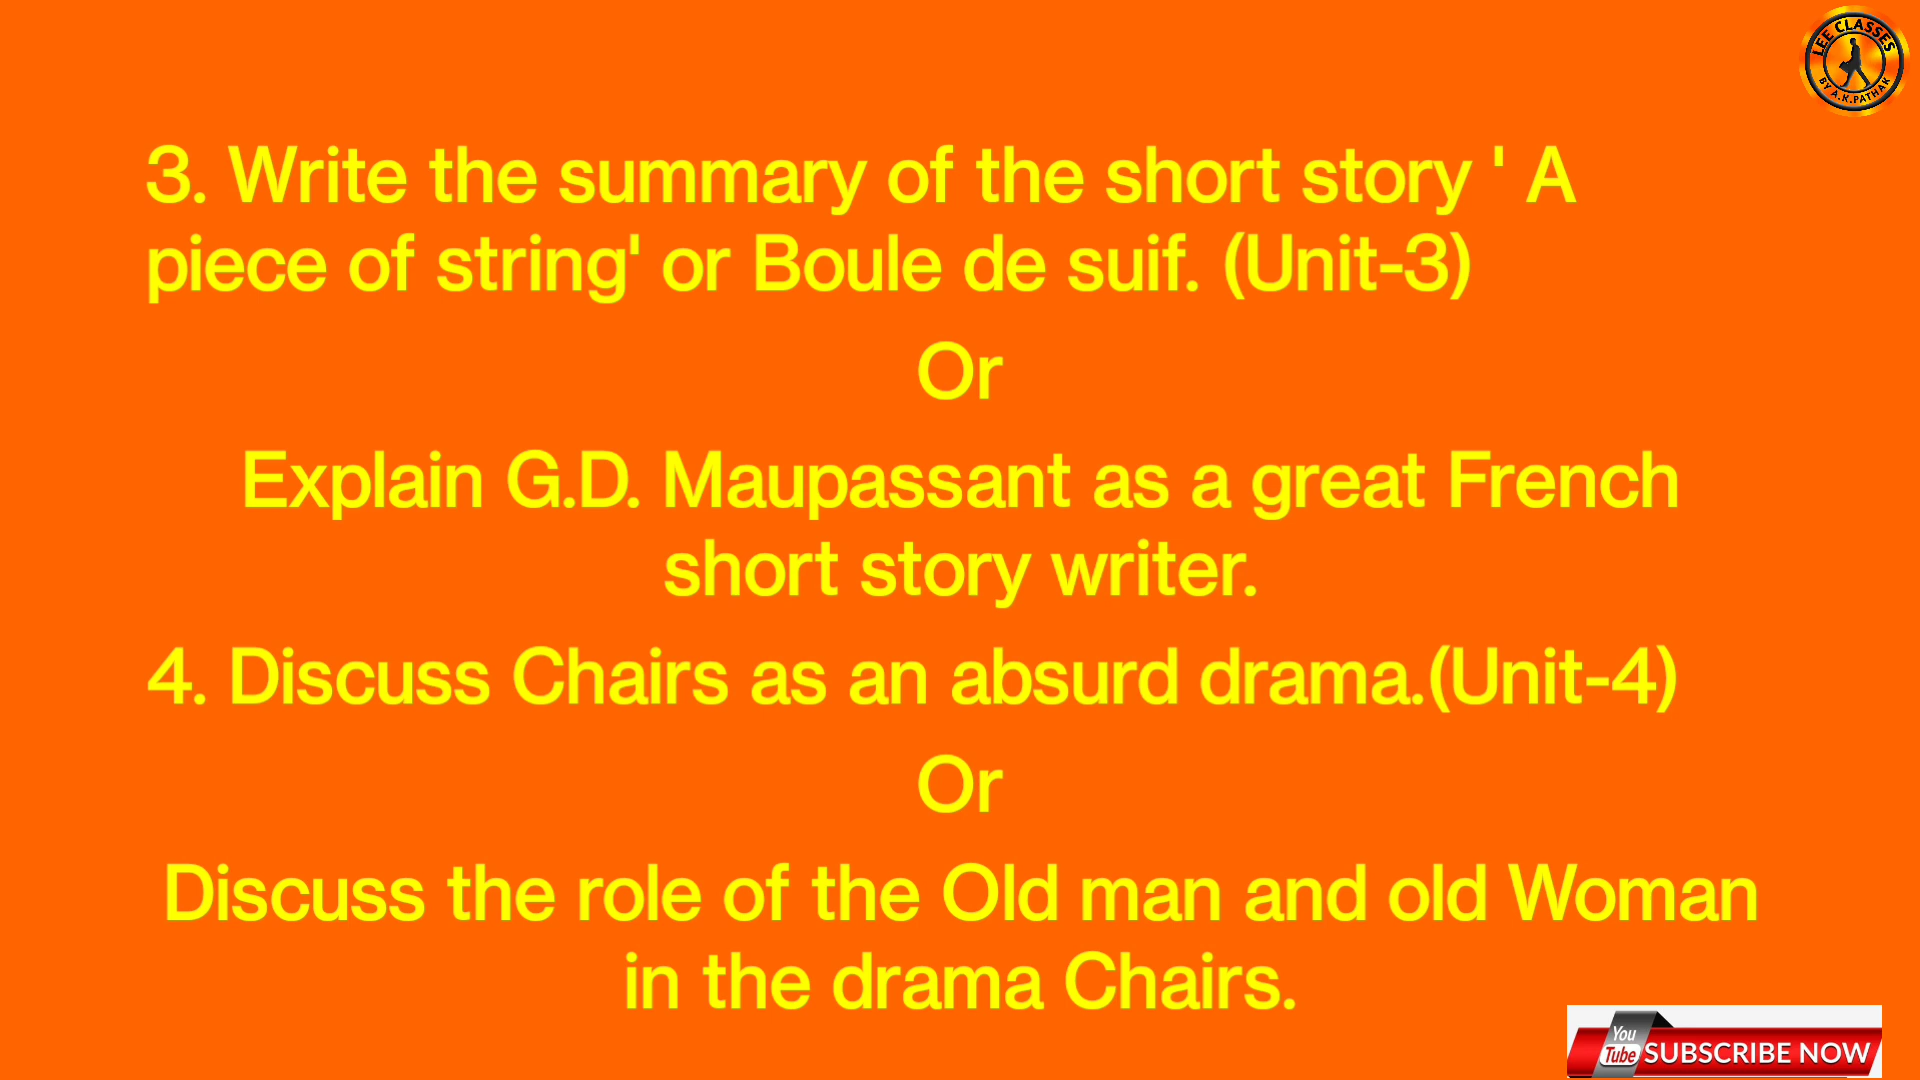 LEE CLASSES
BY A.K.PATHAK
3. Write the summary of the short story ' A
piece of string' or Boule de suif. (Unit-3)
Or
Explain G.D. Maupassant as a great French
short story writer.
4. Discuss Chairs as an absurd drama.(Unit-4)
Or
Discuss the role of the Old man and old Woman
in the drama Chairs.
You
Tube
SUBSCRIBE NOW